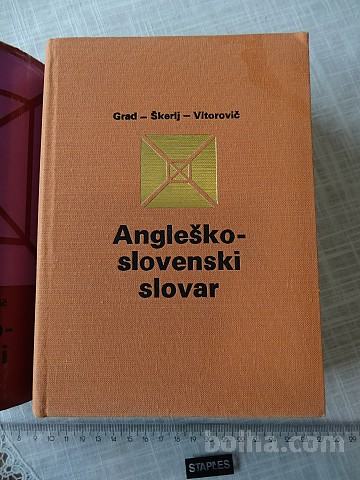 Grad – Škerlj – Vitorovič
Angleško-
slovenski
slovar
STAPLES
bolha.com